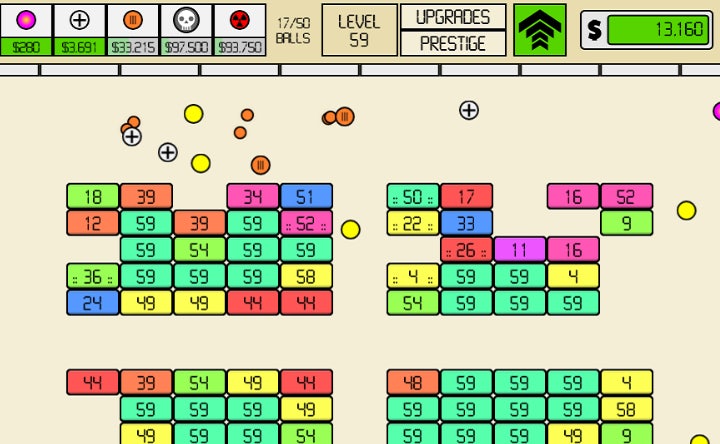 $280 $3.691 $33.215 $97.500 $93.750
17/50
BALLS
LEVEL
59
UPGRADES
PRESTIGE
$ 13.160
18 39 34 51 :: 50 :: 17 16 52
12 59 39 59 :: 52 :: :: 22 :: 33 9
59 54 59 59 :: 26 :: 11 16
:: 36 :: 59 59 59 58 :: 4 :: 59 59 4
24 49 49 44 44 54 59 59 59
44 39 54 49 44 48 59 59 59 4
59 59 59 49 59 59 59 58
49 59 59 54 59 59 59 49 9